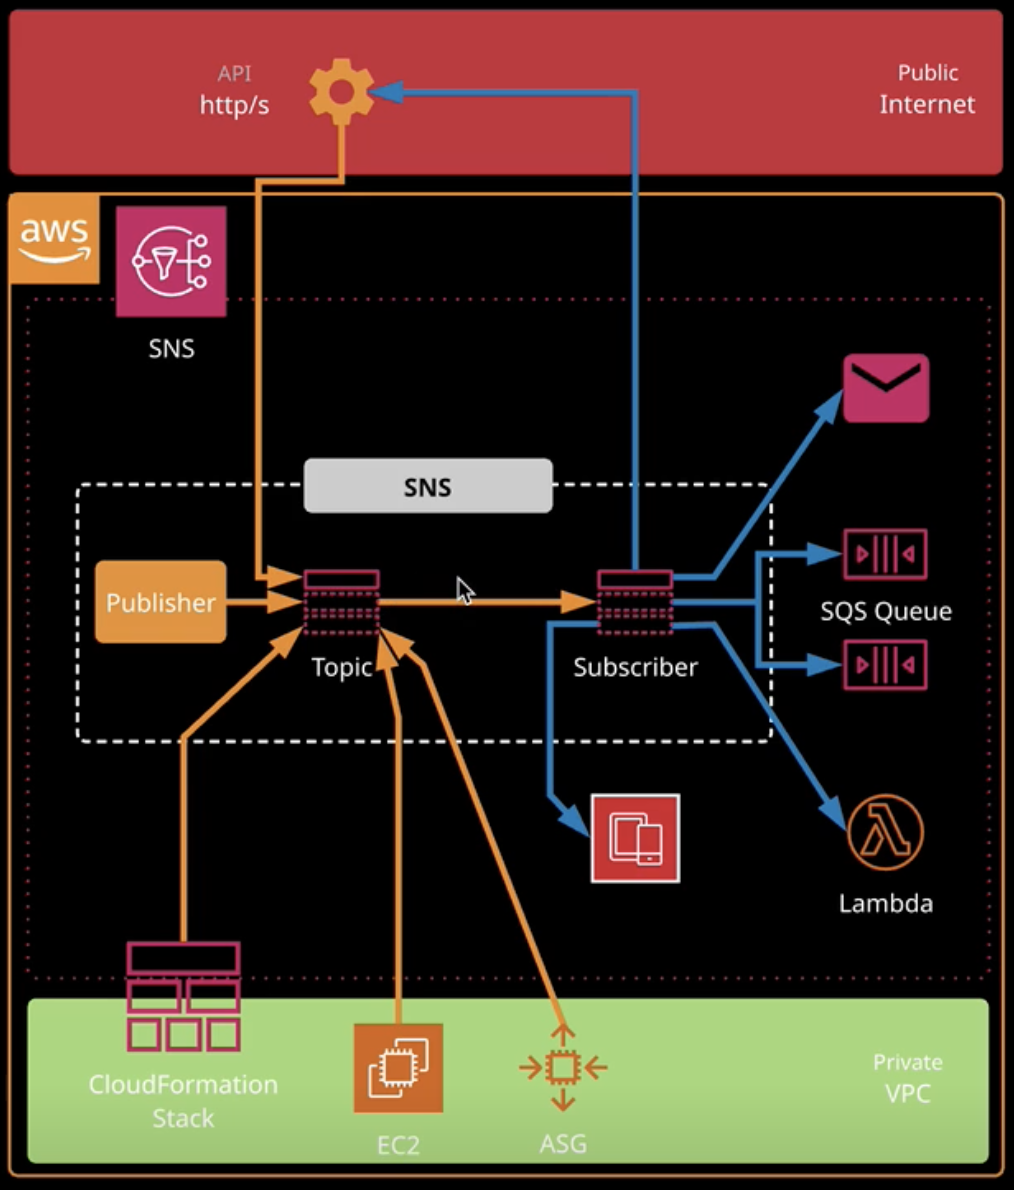 API
http/s
Public
Internet
aws
SNS
SNS
Publisher
Topic
Subscriber
SQS Queue
Lambda
CloudFormation
Stack
EC2
ASG
Private
VPC